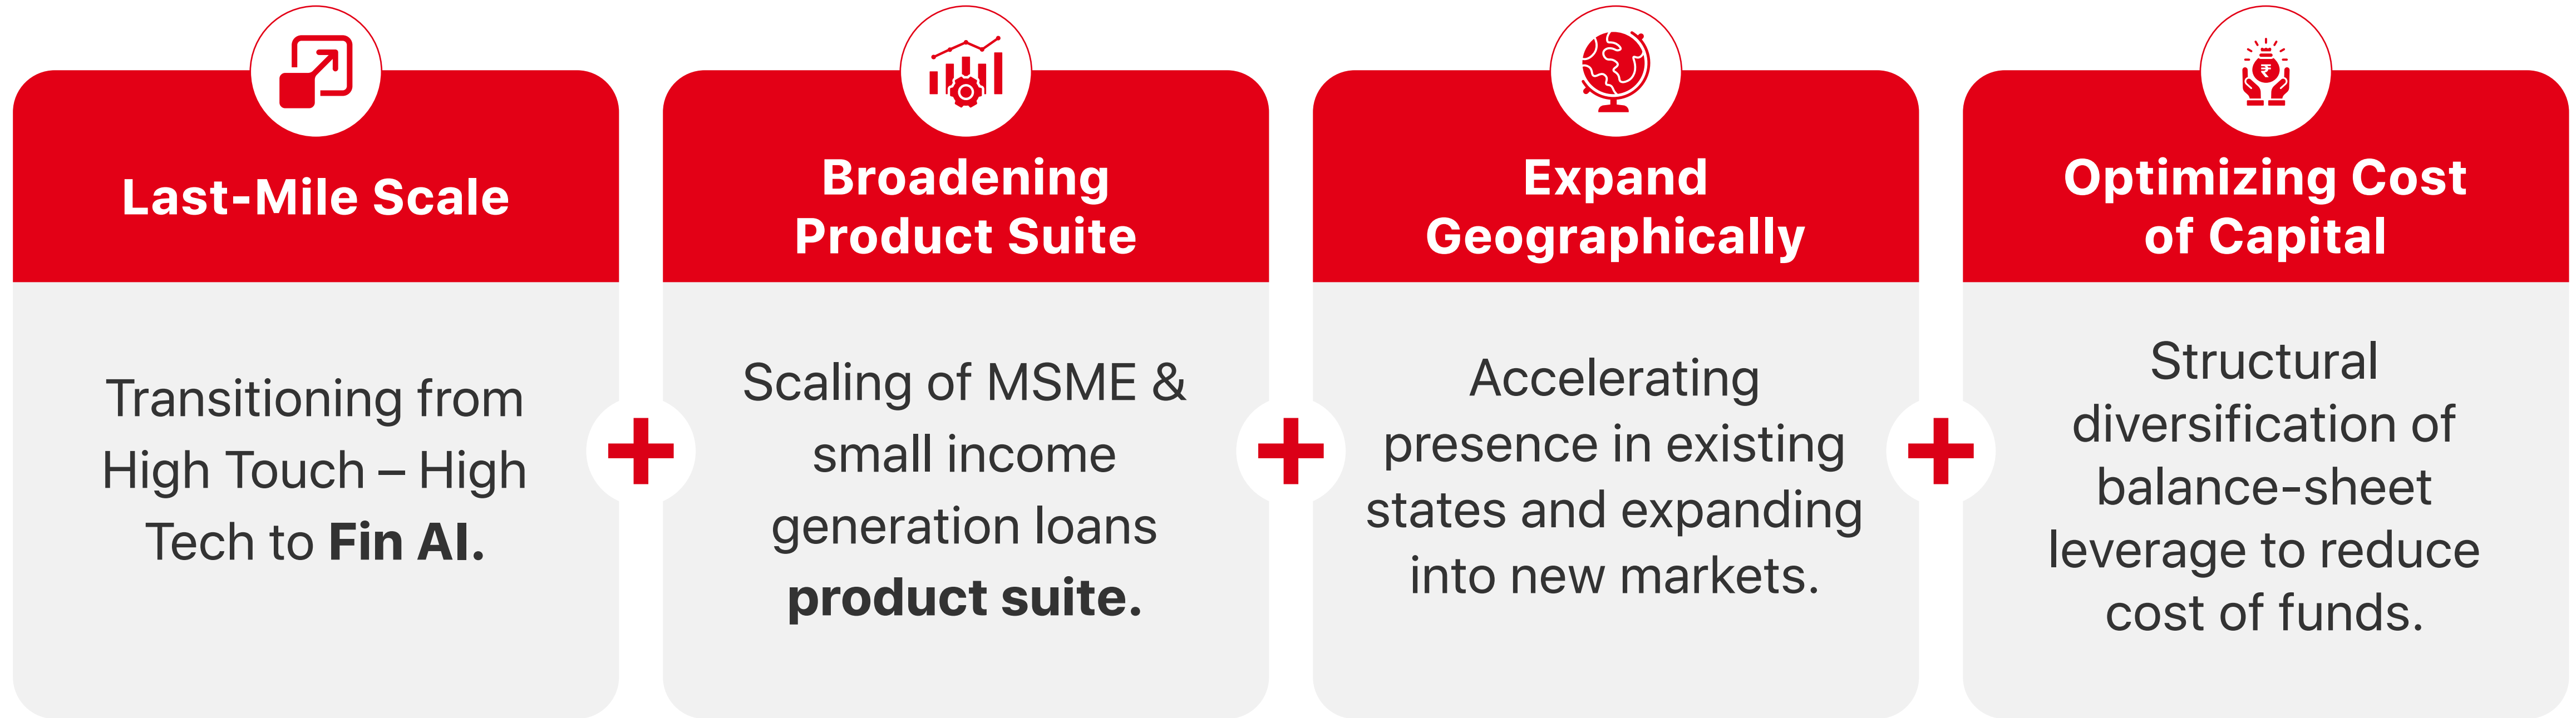 Last-Mile Scale
Transitioning from
High Touch – High
Tech to Fin AI.
Broadening
Product Suite
Scaling of MSME &
small income
generation loans
product suite.
Expand
Geographically
Accelerating
presence in existing
states and expanding
into new markets.
₹
Optimizing Cost
of Capital
Structural
diversification of
balance-sheet
leverage to reduce
cost of funds.